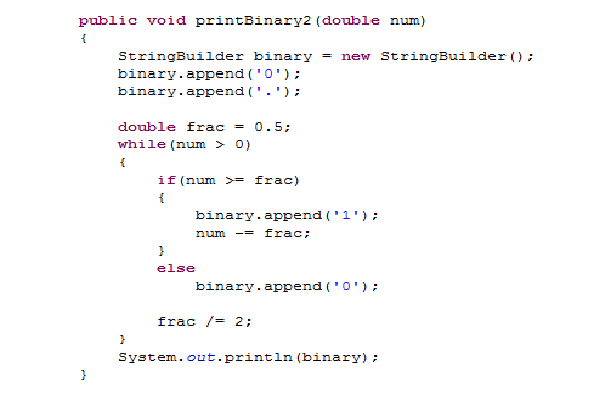 public void printBinary2(double num)
{
StringBuilder binary = new StringBuilder();
binary.append('0');
binary.append('.');
double frac = 0.5;
while(num > 0)
{
if(num >= frac)
{
binary.append('1');
num -= frac;
}
else
binary.append('0');
frac /= 2;
}
System.out.println(binary);
}